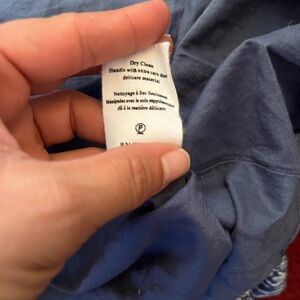 Dry Clean
Handle with extra care due
delicate material
Nettoyage à Sec Seulement
Manipulez avec le soin supplémentaire
dû à la matière délicate
P
RN